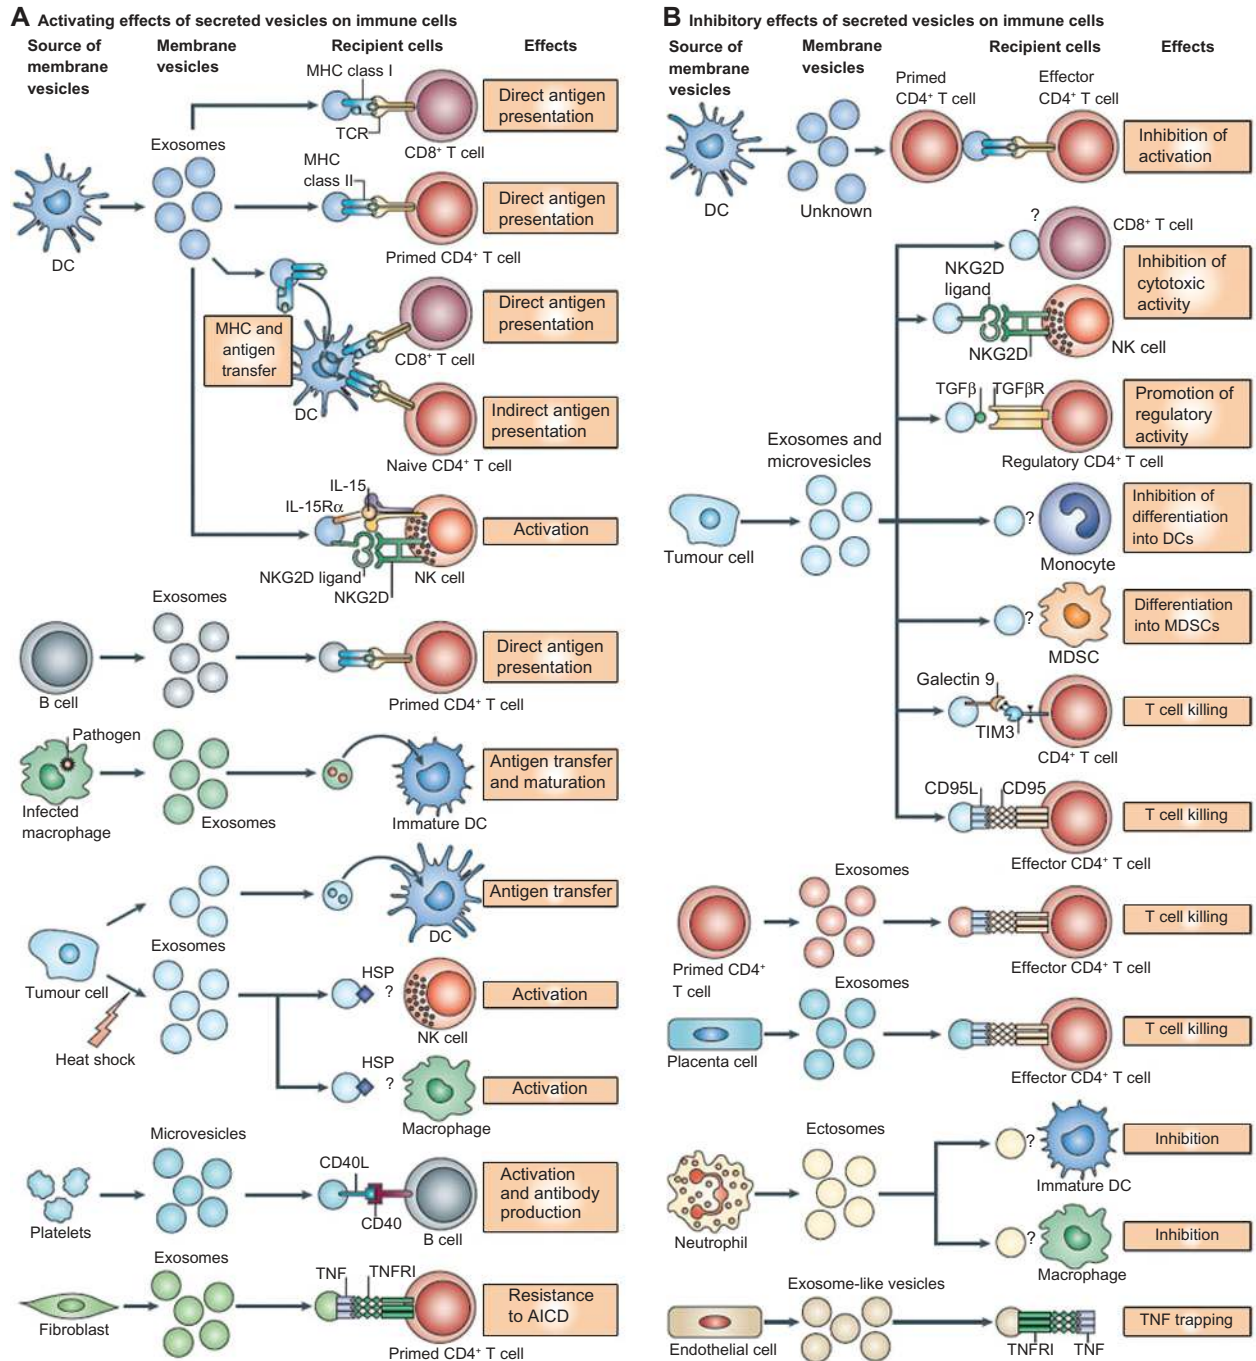 A Activating effects of secreted vesicles on immune cells
Source of
membrane
vesicles
Membrane
vesicles
Recipient cells
Effects
MHC class I
TCR
CD8⁺ T cell
Direct antigen
presentation
Exosomes
MHC
class II
Primed CD4⁺ T cell
Direct antigen
presentation
DC
MHC and
antigen
transfer
DC
CD8⁺ T cell
Direct antigen
presentation
Naive CD4⁺ T cell
Indirect antigen
presentation
IL-15
IL-15Rα
NKG2D ligand
NKG2D
NK cell
Activation
B cell
Exosomes
Primed CD4⁺ T cell
Direct antigen
presentation
Pathogen
Infected
macrophage
Exosomes
Immature DC
Antigen transfer
and maturation
Tumour cell
Heat shock
Exosomes
DC
Antigen transfer
HSP
?
NK cell
Activation
HSP
?
Macrophage
Activation
Platelets
Microvesicles
CD40L
CD40
B cell
Activation
and antibody
production
Fibroblast
Exosomes
TNF
TNFRI
Primed CD4⁺ T cell
Resistance
to AICD
B Inhibitory effects of secreted vesicles on immune cells
Source of
membrane
vesicles
Membrane
vesicles
Recipient cells
Effects
DC
Unknown
Primed
CD4⁺ T cell
Effector
CD4⁺ T cell
Inhibition of
activation
Tumour cell
Exosomes and
microvesicles
?
CD8⁺ T cell
NKG2D
ligand
NKG2D
NK cell
Inhibition of
cytotoxic
activity
TGFβ
TGFβR
Regulatory CD4⁺ T cell
Promotion of
regulatory
activity
?
Monocyte
Inhibition of
differentiation
into DCs
?
MDSC
Differentiation
into MDSCs
Galectin 9
TIM3
CD4⁺ T cell
T cell killing
CD95L
CD95
Effector CD4⁺ T cell
T cell killing
Primed CD4⁺
T cell
Exosomes
Effector CD4⁺ T cell
T cell killing
Placenta cell
Exosomes
Effector CD4⁺ T cell
T cell killing
Neutrophil
Ectosomes
?
Immature DC
Inhibition
?
Macrophage
Inhibition
Endothelial cell
Exosome-like vesicles
TNFRI
TNF
TNF trapping